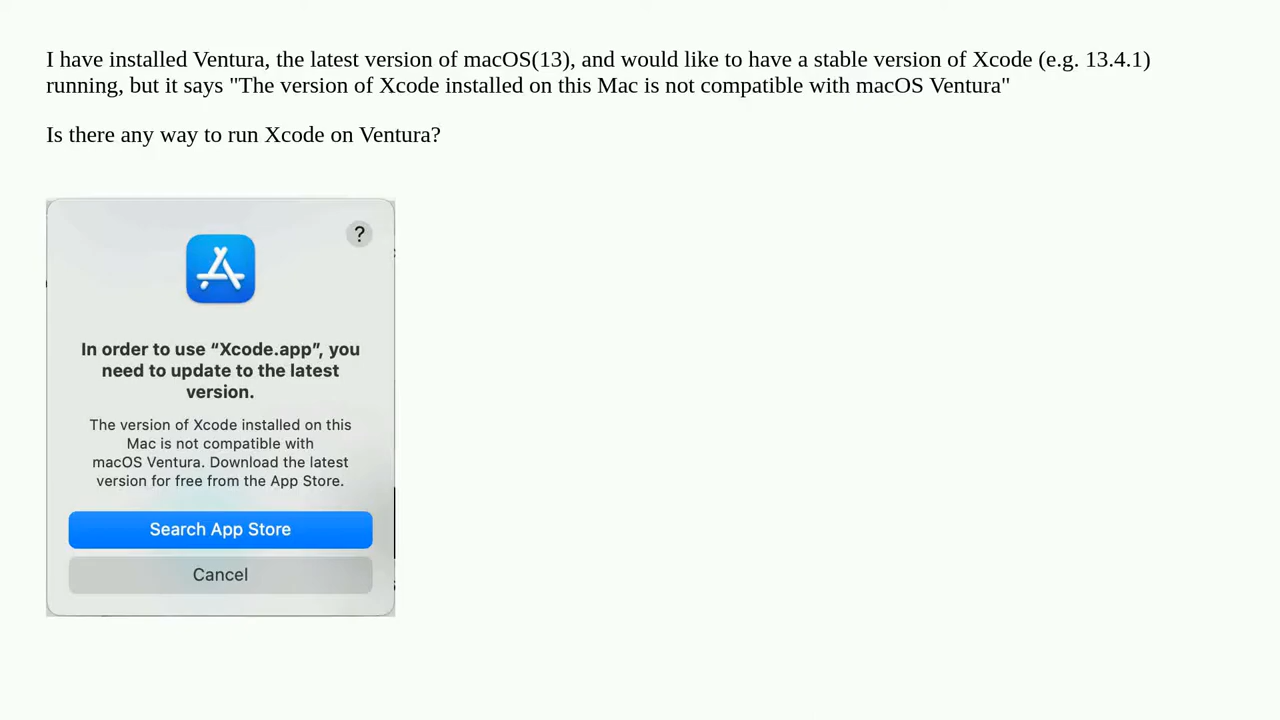 I have installed Ventura, the latest version of macOS(13), and would like to have a stable version of Xcode (e.g. 13.4.1)
running, but it says "The version of Xcode installed on this Mac is not compatible with macOS Ventura"
Is there any way to run Xcode on Ventura?
?
In order to use “Xcode.app”, you
need to update to the latest
version.
The version of Xcode installed on this
Mac is not compatible with
macOS Ventura. Download the latest
version for free from the App Store.
Search App Store
Cancel